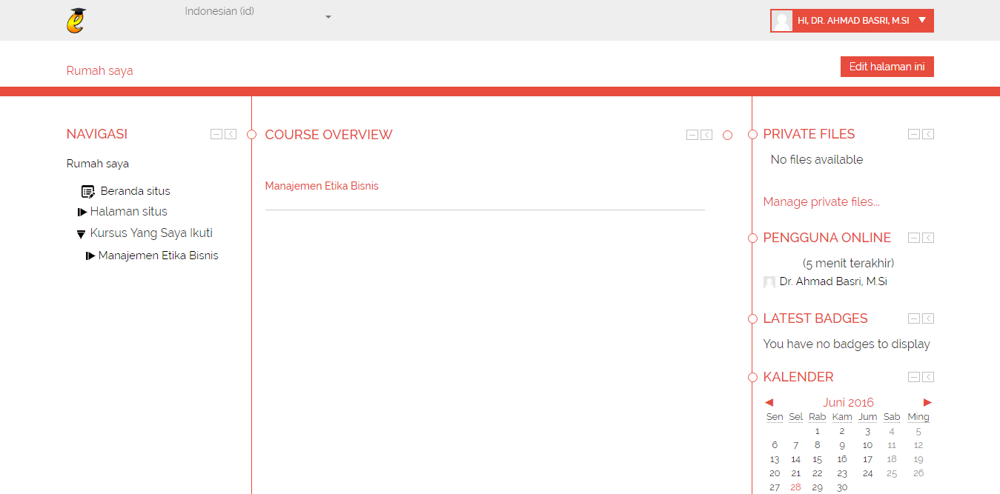 Indonesian (id)
HI, DR. AHMAD BASRI, M.SI
Rumah saya
Edit halaman ini
NAVIGASI
Rumah saya
Beranda situs
Halaman situs
Kursus Yang Saya Ikuti
Manajemen Etika Bisnis
COURSE OVERVIEW
Manajemen Etika Bisnis
PRIVATE FILES
No files available
Manage private files...
PENGGUNA ONLINE
(5 menit terakhir)
Dr. Ahmad Basri, M.Si
LATEST BADGES
You have no badges to display
KALENDER
Juni 2016
Sen Sel Rab Kam Jum Sab Ming
1 2 3 4 5
6 7 8 9 10 11 12
13 14 15 16 17 18 19
20 21 22 23 24 25 26
27 28 29 30